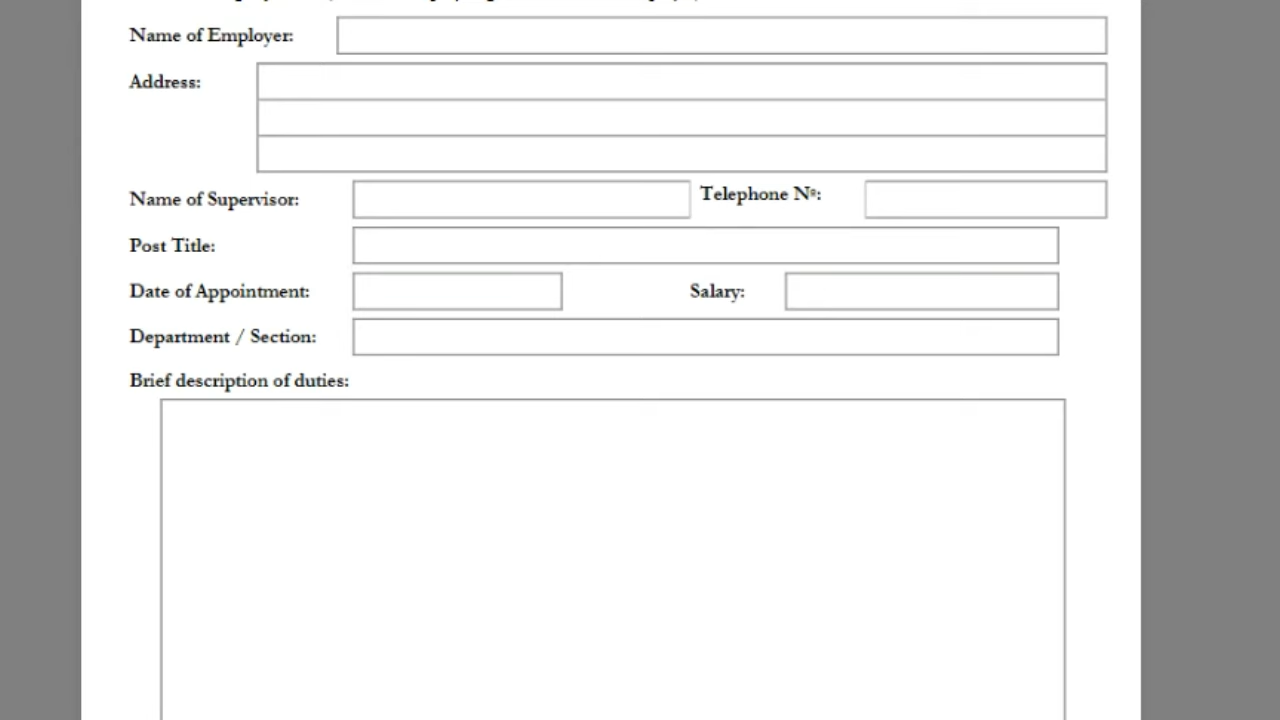 Name of Employer:
Address:
Name of Supervisor: Telephone Nº:
Post Title:
Date of Appointment: Salary:
Department / Section:
Brief description of duties: